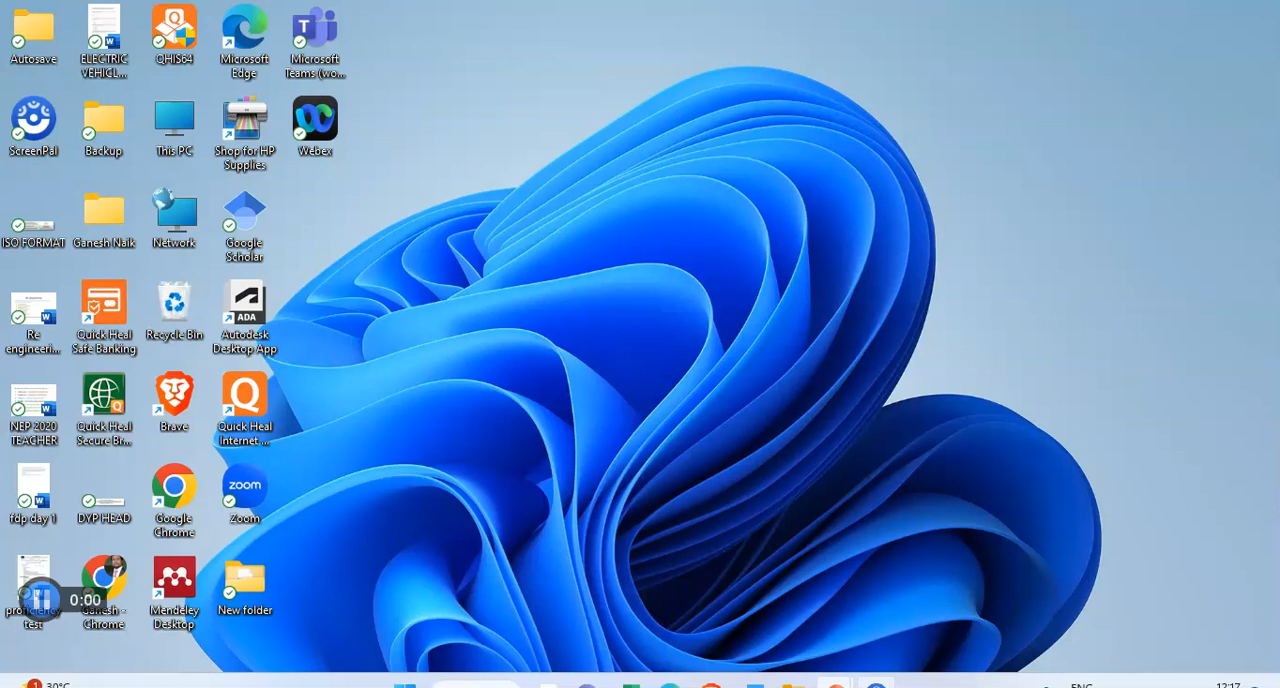 Autosave
ELECTRIC
VEHICL...
QHIS64
Microsoft
Edge
Microsoft
Teams (wo...
ScreenPal
Backup
This PC
Shop for HP
Supplies
Webex
ISO FORMAT
Ganesh Naik
Network
Google
Scholar
Re
engineeri...
Quick Heal
Safe Banking
Recycle Bin
ADA
Autodesk
Desktop App
NEP 2020
TEACHER
Quick Heal
Secure Br...
Brave
Quick Heal
Internet ...
fdp day 1
DYP HEAD
Google
Chrome
zoom
Zoom
proficiency
test
0:00
Ganesh -
Chrome
Mendeley
Desktop
New folder
1
30°C
ENG
12:17